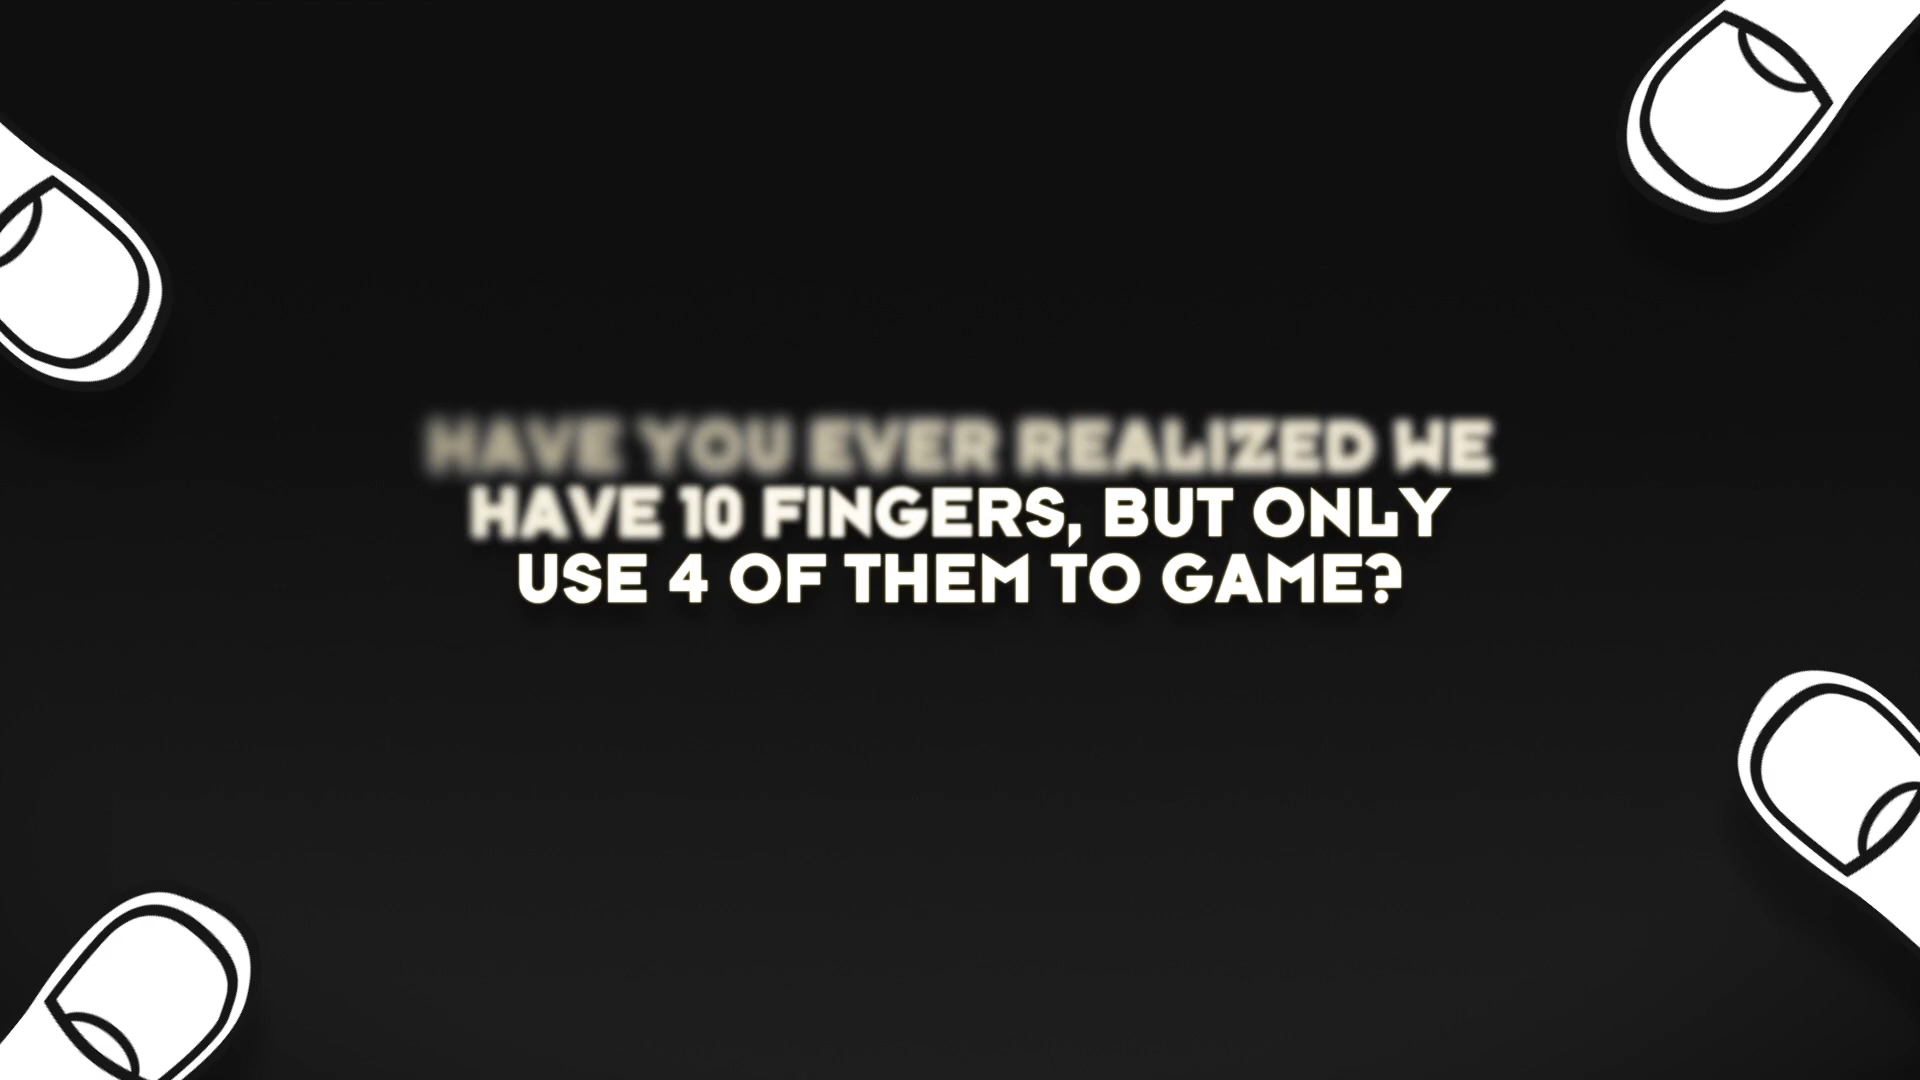 HAVE YOU EVER REALIZED WE
HAVE 10 FINGERS, BUT ONLY
USE 4 OF THEM TO GAME?